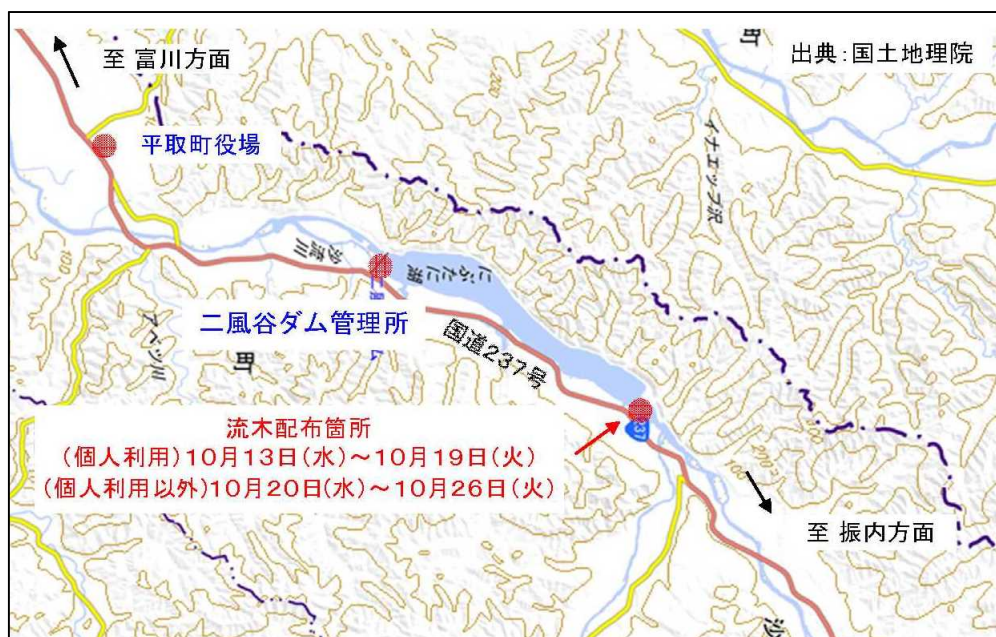 至 富川方面
町
出典:国土地理院
平取町役場
イナエップ沢
200
沙流川
にぶたに湖
100
二風谷ダム管理所
国道237号
アベツ川
町
流木配布箇所
(個人利用)10月13日(水)~10月19日(火)
(個人利用以外)10月20日(水)~10月26日(火)
237
至 振内方面
沙